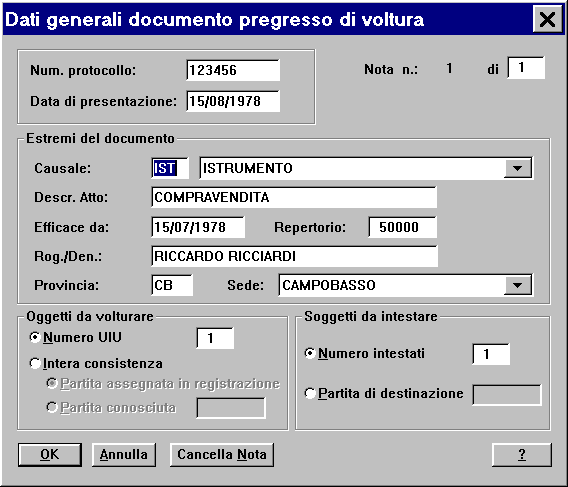 Dati generali documento pregresso di voltura
Num. protocollo: 123456 Nota n.: 1 di 1
Data di presentazione: 15/08/1978
Estremi del documento
Causale: IST ISTRUMENTO
Descr. Atto: COMPRAVENDITA
Efficace da: 15/07/1978 Repertorio: 50000
Rog./Den.: RICCARDO RICCIARDI
Provincia: CB Sede: CAMPOBASSO
Oggetti da volturare
Numero UIU 1
Intera consistenza
Partita assegnata in registrazione
Partita conosciuta
Soggetti da intestare
Numero intestati 1
Partita di destinazione
OK Annulla Cancella Nota ?